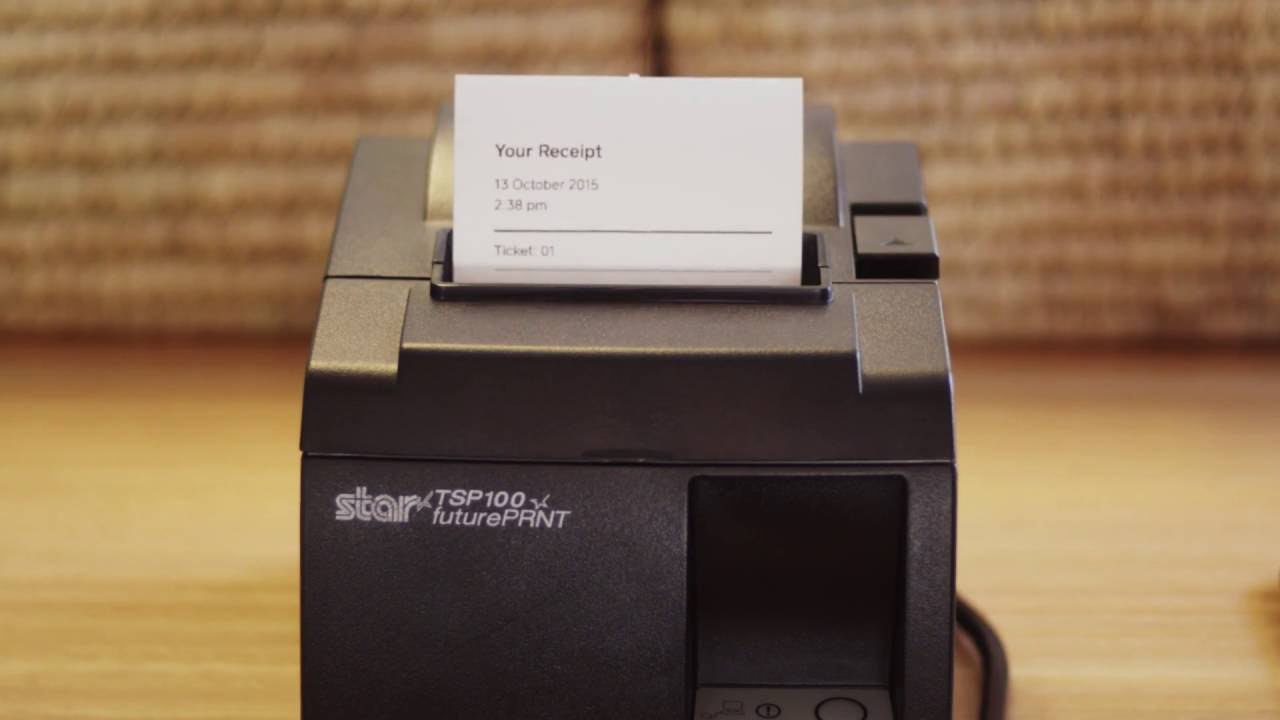 Your Receipt
13 October 2015
2:38 pm
Ticket: 01
star TSP100
futurePRNT